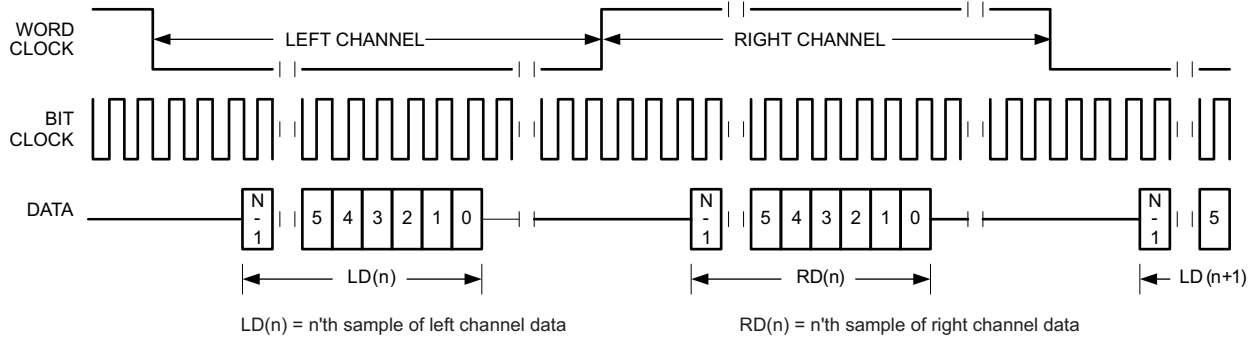 WORD
CLOCK
LEFT CHANNEL
RIGHT CHANNEL
BIT
CLOCK
DATA
N
-
1
5 4 3 2 1 0
N
-
1
5 4 3 2 1 0
N
-
1
5
LD(n)
RD(n)
LD (n+1)
LD(n) = n'th sample of left channel data
RD(n) = n'th sample of right channel data